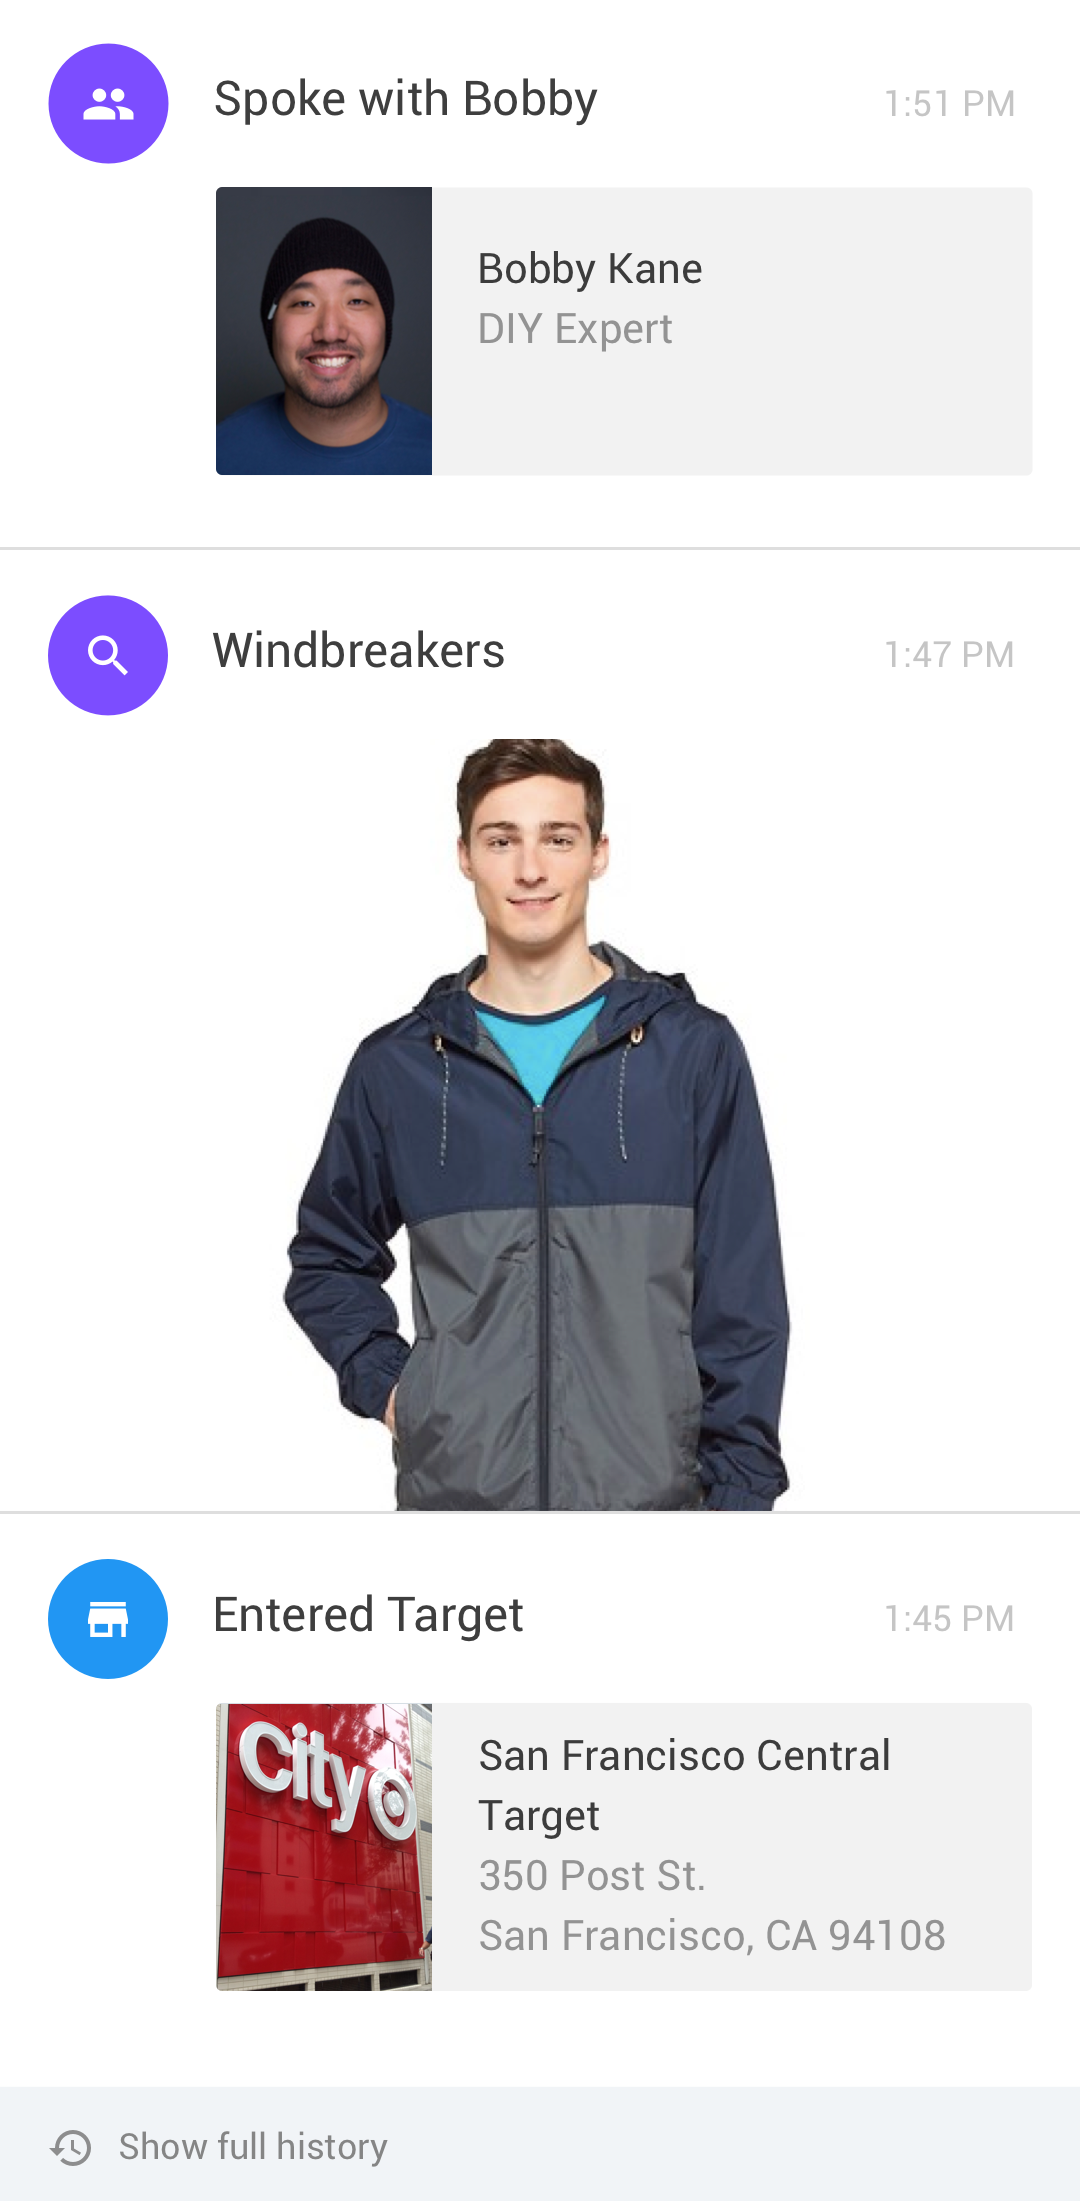 Spoke with Bobby
1:51 PM
Bobby Kane
DIY Expert
Windbreakers
1:47 PM
Entered Target
1:45 PM
City
San Francisco Central
Target
350 Post St.
San Francisco, CA 94108
Show full history